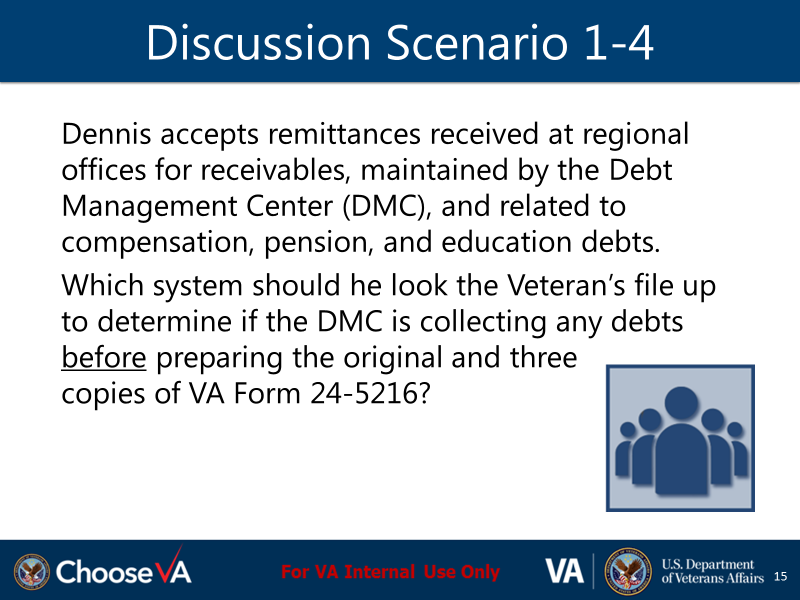 Discussion Scenario 1-4
Dennis accepts remittances received at regional
offices for receivables, maintained by the Debt
Management Center (DMC), and related to
compensation, pension, and education debts.
Which system should he look the Veteran’s file up
to determine if the DMC is collecting any debts
before preparing the original and three
copies of VA Form 24-5216?
Choose VA
For VA Internal Use Only
VA
U.S. Department
of Veterans Affairs
15